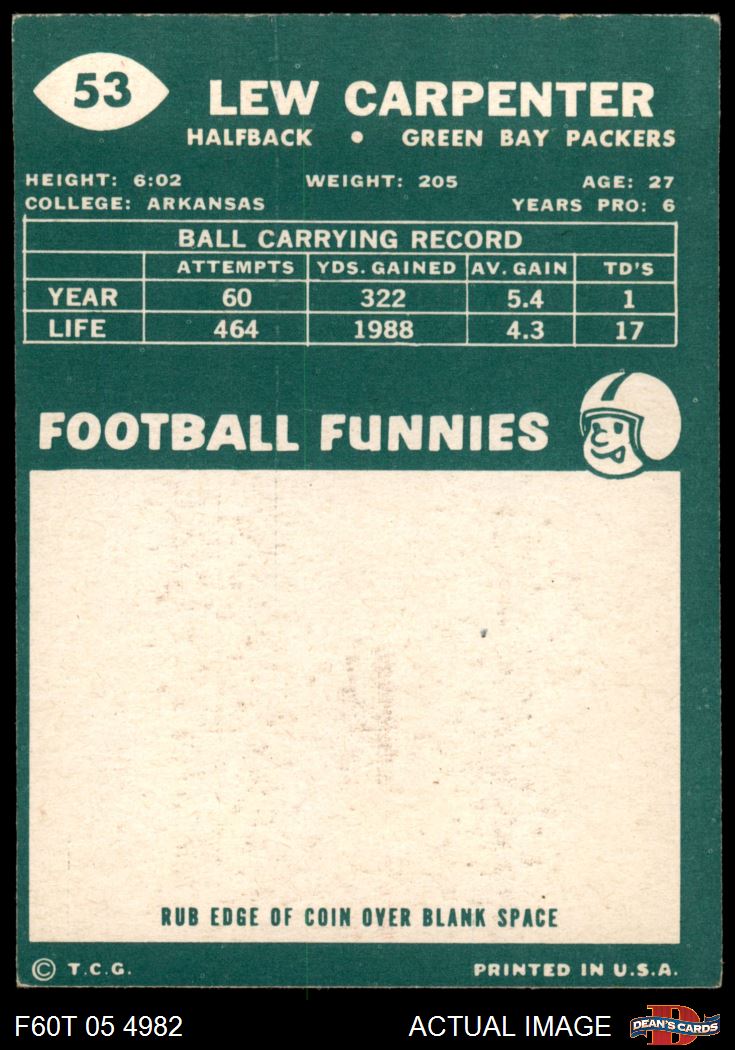 53
LEW CARPENTER
HALFBACK • GREEN BAY PACKERS
HEIGHT: 6:02 WEIGHT: 205 AGE: 27
COLLEGE: ARKANSAS YEARS PRO: 6
BALL CARRYING RECORD
ATTEMPTS YDS. GAINED AV. GAIN TD'S
YEAR 60 322 5.4 1
LIFE 464 1988 4.3 17
FOOTBALL FUNNIES
RUB EDGE OF COIN OVER BLANK SPACE
© T.C.G. PRINTED IN U.S.A.
F60T 05 4982 ACTUAL IMAGE D DEAN'S CARDS